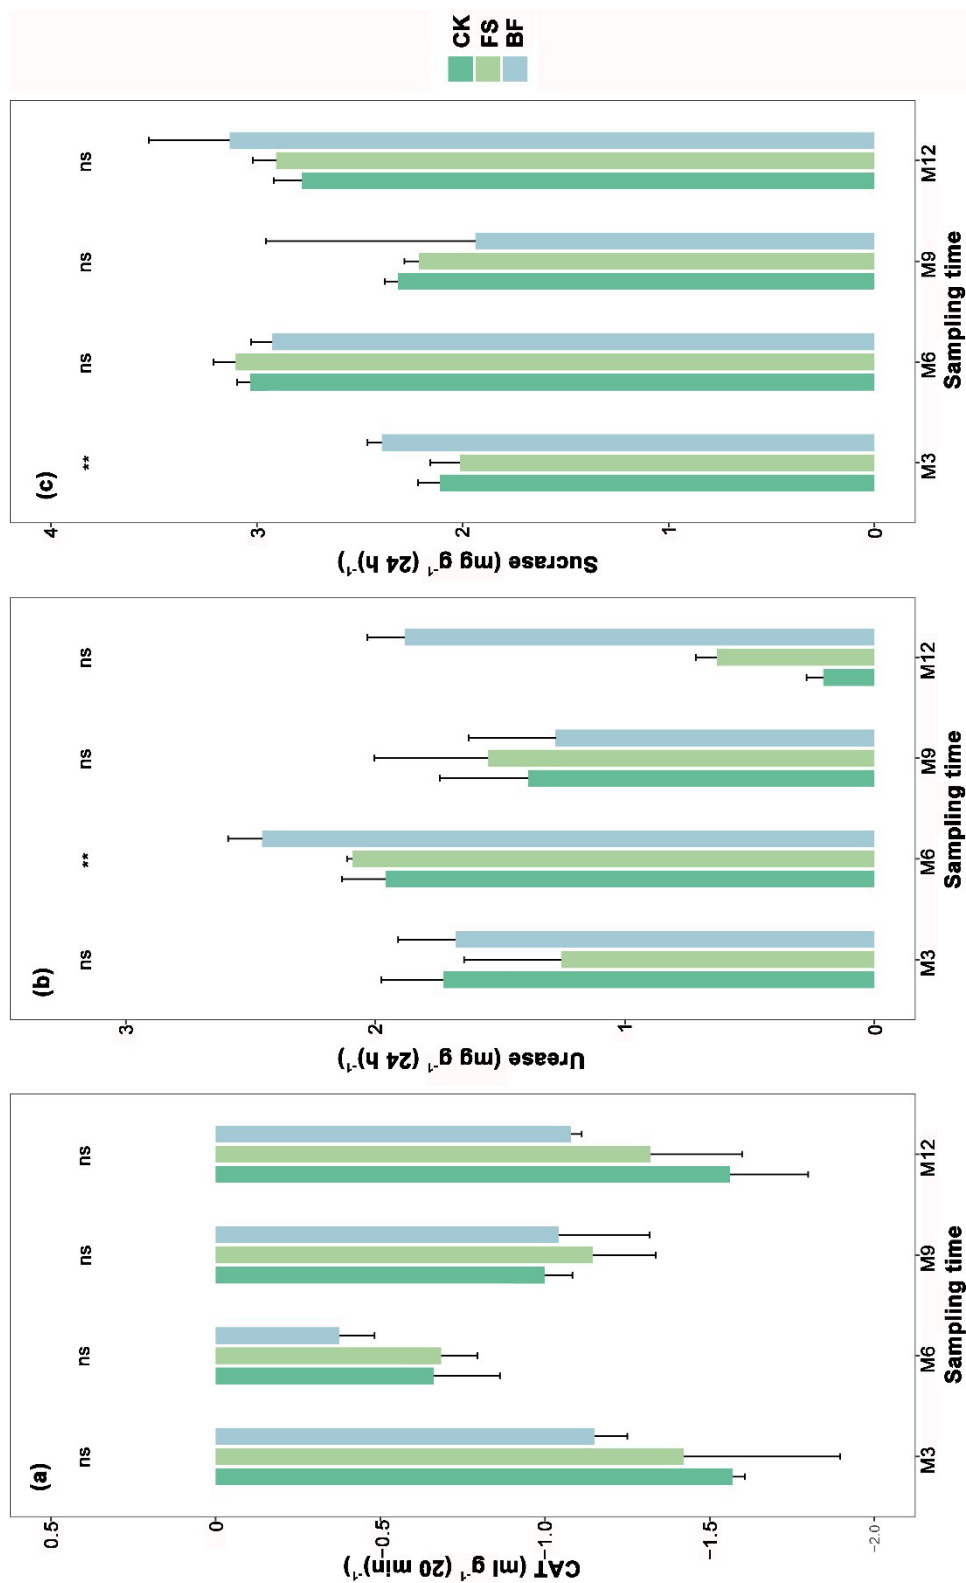 (a)
ns
ns
ns
ns
0.5
0
−0.5
−1.0
−1.5
−2.0
CAT (ml g⁻¹ (20 min)⁻¹)
M3
M6
M9
M12
Sampling time
(b)
ns
**
ns
ns
3
2
1
0
Urease (mg g⁻¹ (24 h)⁻¹)
M3
M6
M9
M12
Sampling time
(c)
**
ns
ns
ns
4
3
2
1
0
Sucrase (mg g⁻¹ (24 h)⁻¹)
M3
M6
M9
M12
Sampling time
CK
FS
BF